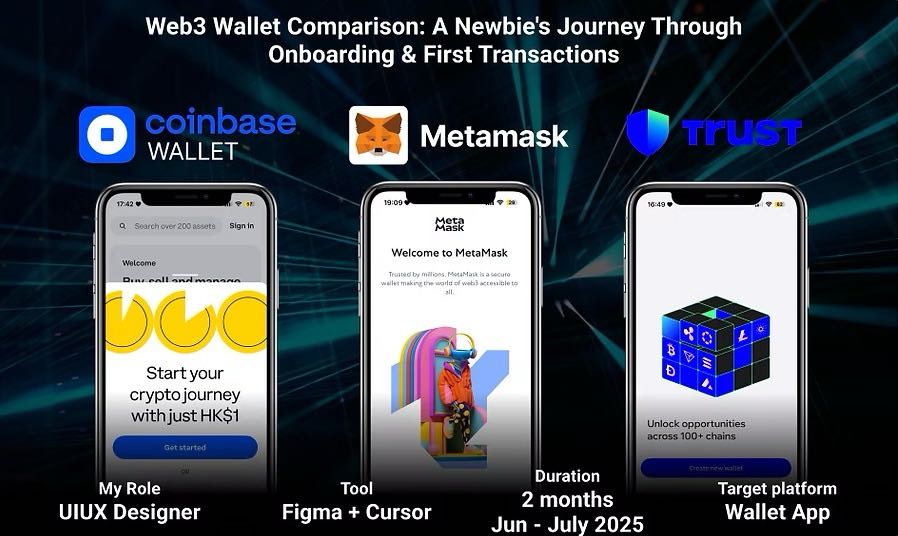 Web3 Wallet Comparison: A Newbie's Journey Through
Onboarding & First Transactions
coinbase
WALLET
Metamask
TRUST
17:42
Search over 200 assets
Sign in
Welcome
Buy, sell and manage
Start your
crypto journey
with just HK$1
Get started
OR
19:09
28
Meta
Mask
Welcome to MetaMask
Trusted by millions, MetaMask is a secure
wallet making the world of web3 accessible to
all.
16:49
62
Unlock opportunities
across 100+ chains
Create new wallet
My Role
UIUX Designer
Tool
Figma + Cursor
Duration
2 months
Jun - July 2025
Target platform
Wallet App